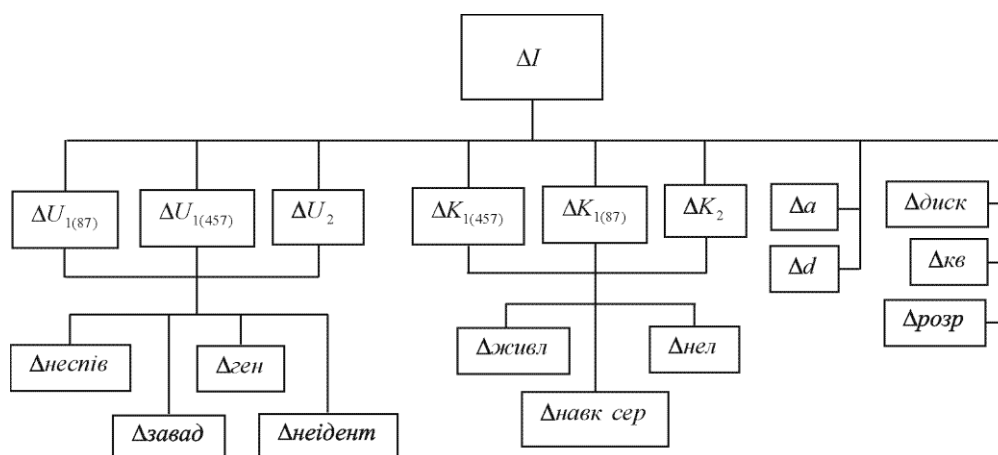 ΔI
ΔU₁₍₈₇₎
ΔU₁₍₄₅₇₎
ΔU₂
ΔK₁₍₄₅₇₎
ΔK₁₍₈₇₎
ΔK₂
Δa
Δd
Δдиск
Δкв
Δрозр
Δнеспів
Δген
Δзавад
Δнеідент
Δживл
Δнел
Δнавк сер